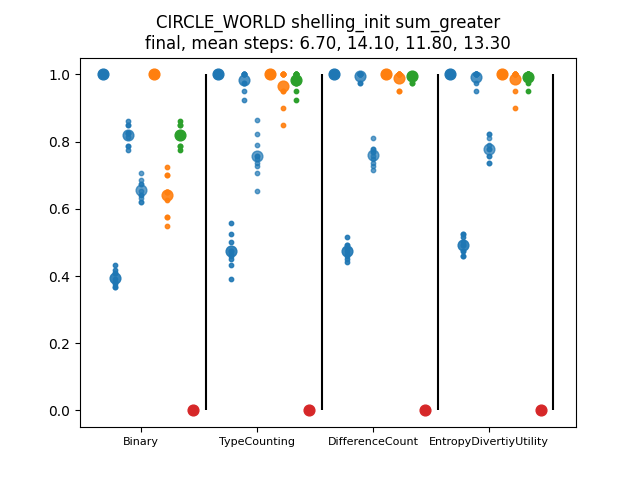 CIRCLE_WORLD shelling_init sum_greater
final, mean steps: 6.70, 14.10, 11.80, 13.30
1.0
0.8
0.6
0.4
0.2
0.0
Binary
TypeCounting
DifferenceCount
EntropyDivertiyUtility